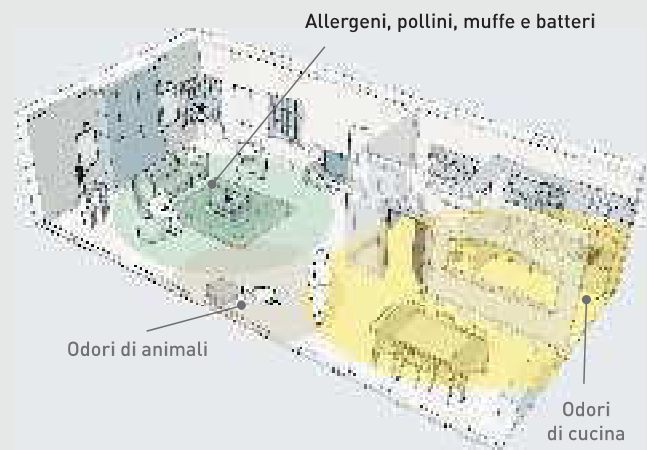 Allergeni, pollini, muffe e batteri
Odori di animali
Odori
di cucina